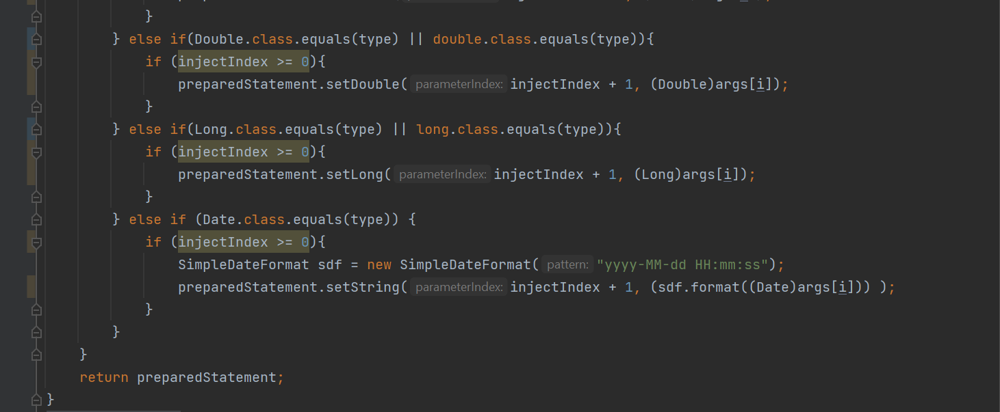 }
} else if(Double.class.equals(type) || double.class.equals(type)){
if (injectIndex >= 0){
preparedStatement.setDouble( parameterIndex: injectIndex + 1, (Double)args[i]);
}
} else if(Long.class.equals(type) || long.class.equals(type)){
if (injectIndex >= 0){
preparedStatement.setLong( parameterIndex: injectIndex + 1, (Long)args[i]);
}
} else if (Date.class.equals(type)) {
if (injectIndex >= 0){
SimpleDateFormat sdf = new SimpleDateFormat( pattern: "yyyy-MM-dd HH:mm:ss");
preparedStatement.setString( parameterIndex: injectIndex + 1, (sdf.format((Date)args[i])) );
}
}
}
return preparedStatement;
}